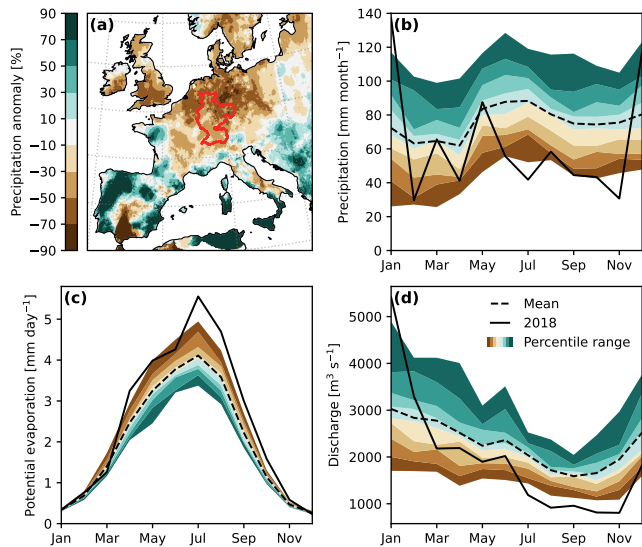 (a)
Precipitation anomaly [%]
90
70
50
30
10
−10
−30
−50
−70
−90
(b)
Precipitation [mm month⁻¹]
140
120
100
80
60
40
20
0
Jan Mar May Jul Sep Nov
(c)
Potential evaporation [mm day⁻¹]
5
4
3
2
1
0
Jan Mar May Jul Sep Nov
(d)
Mean
2018
Percentile range
Discharge [m³ s⁻¹]
5000
4000
3000
2000
1000
Jan Mar May Jul Sep Nov